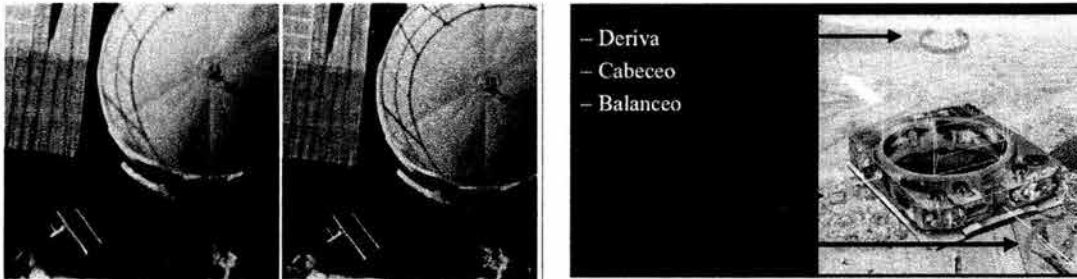 – Deriva
– Cabeceo
– Balanceo